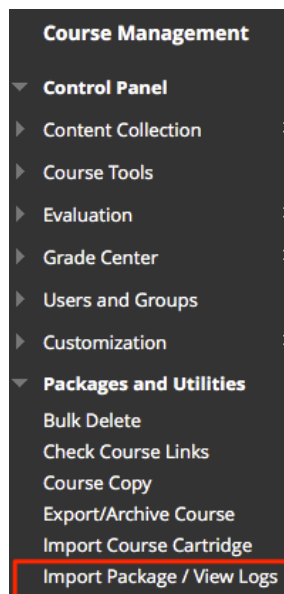 Course Management
Control Panel
Content Collection
Course Tools
Evaluation
Grade Center
Users and Groups
Customization
Packages and Utilities
Bulk Delete
Check Course Links
Course Copy
Export/Archive Course
Import Course Cartridge
Import Package / View Logs